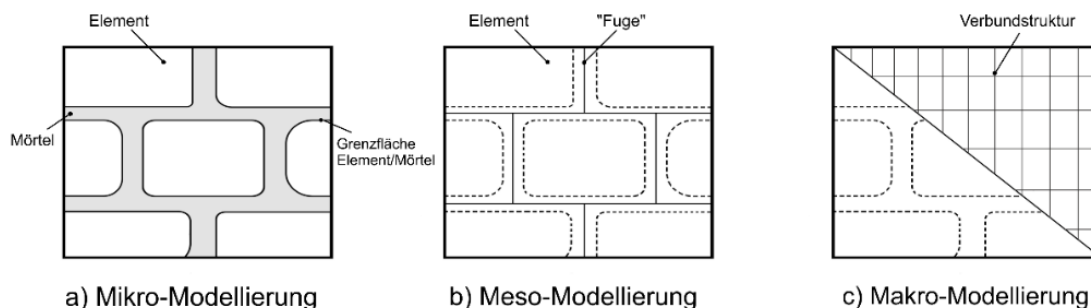 Element
Mörtel
Grenzfläche
Element/Mörtel
a) Mikro-Modellierung
Element
"Fuge"
b) Meso-Modellierung
Verbundstruktur
c) Makro-Modellierung